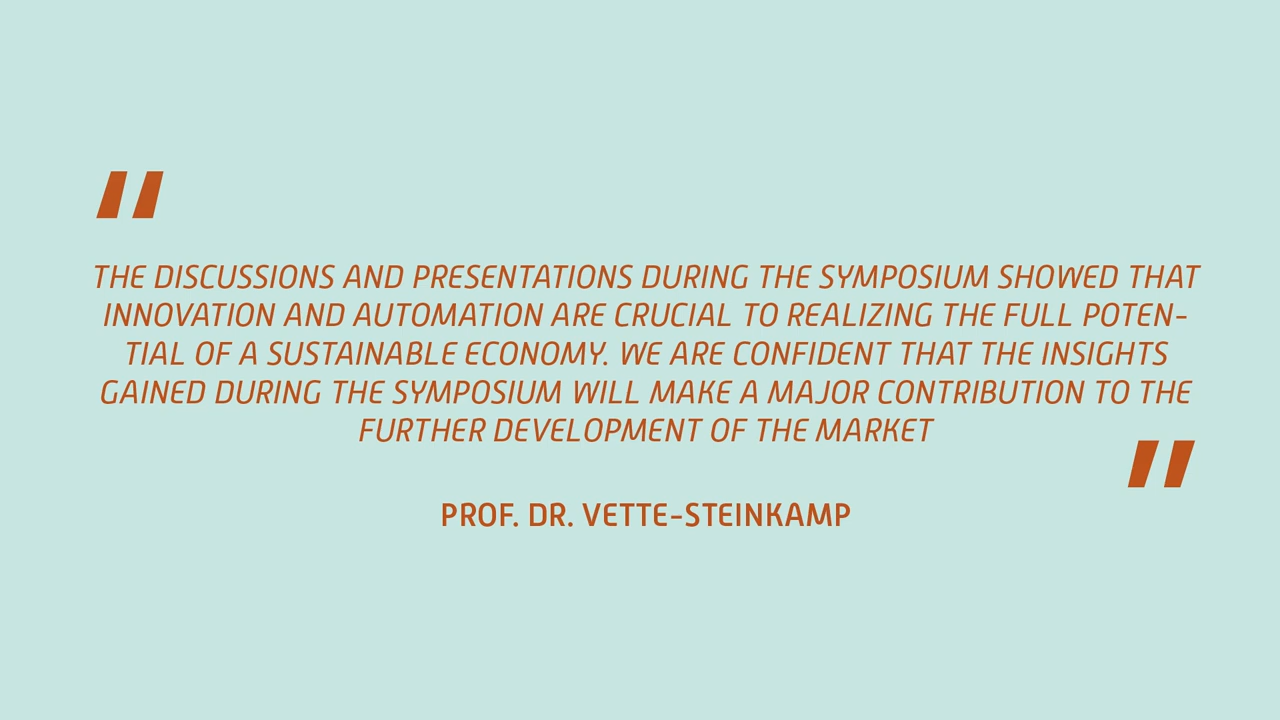 "
THE DISCUSSIONS AND PRESENTATIONS DURING THE SYMPOSIUM SHOWED THAT
INNOVATION AND AUTOMATION ARE CRUCIAL TO REALIZING THE FULL POTEN-
TIAL OF A SUSTAINABLE ECONOMY. WE ARE CONFIDENT THAT THE INSIGHTS
GAINED DURING THE SYMPOSIUM WILL MAKE A MAJOR CONTRIBUTION TO THE
FURTHER DEVELOPMENT OF THE MARKET
"
PROF. DR. VETTE-STEINKAMP